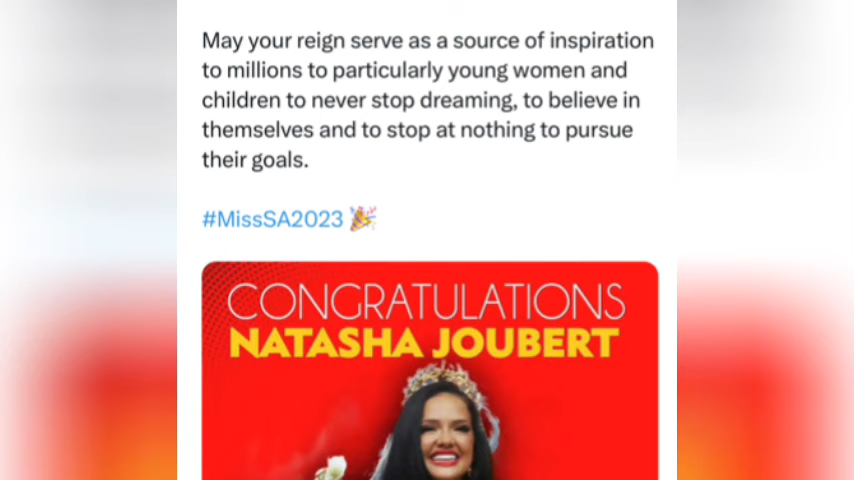 May your reign serve as a source of inspiration
to millions to particularly young women and
children to never stop dreaming, to believe in
themselves and to stop at nothing to pursue
their goals.
#MissSA2023 🎉
CONGRATULATIONS
NATASHA JOUBERT